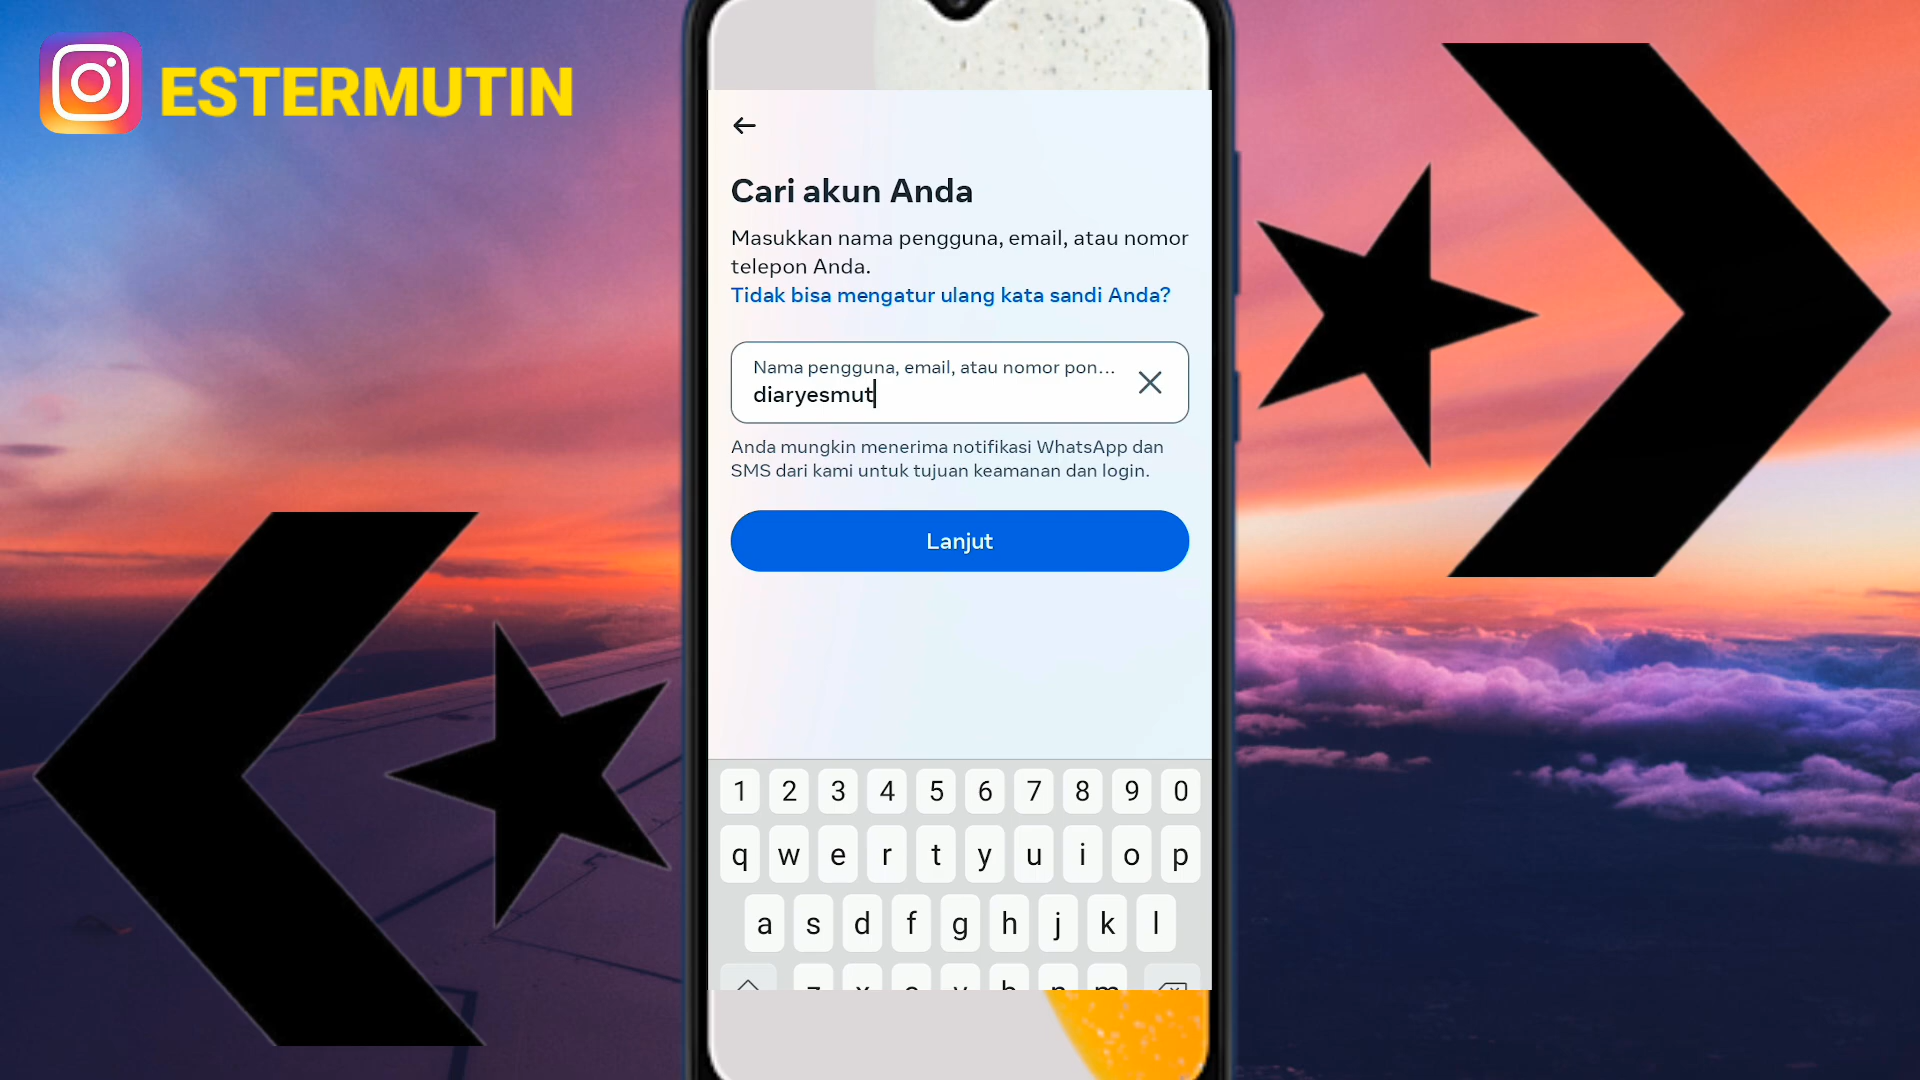 ESTERMUTIN
Cari akun Anda
Masukkan nama pengguna, email, atau nomor
telepon Anda.
Tidak bisa mengatur ulang kata sandi Anda?
Nama pengguna, email, atau nomor pon...
diaryesmut
Anda mungkin menerima notifikasi WhatsApp dan
SMS dari kami untuk tujuan keamanan dan login.
Lanjut
1 2 3 4 5 6 7 8 9 0
q w e r t y u i o p
a s d f g h j k l
z x c v b n m